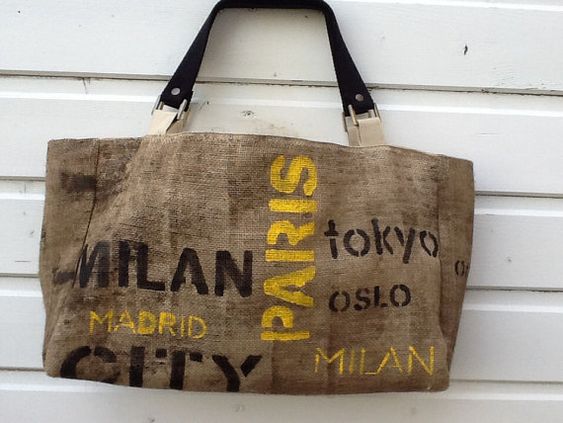 MILAN
MADRID
CITY
PARIS
tokyo
OSLO
MILAN